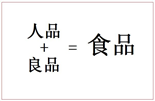 人品
+
良品
= 食品